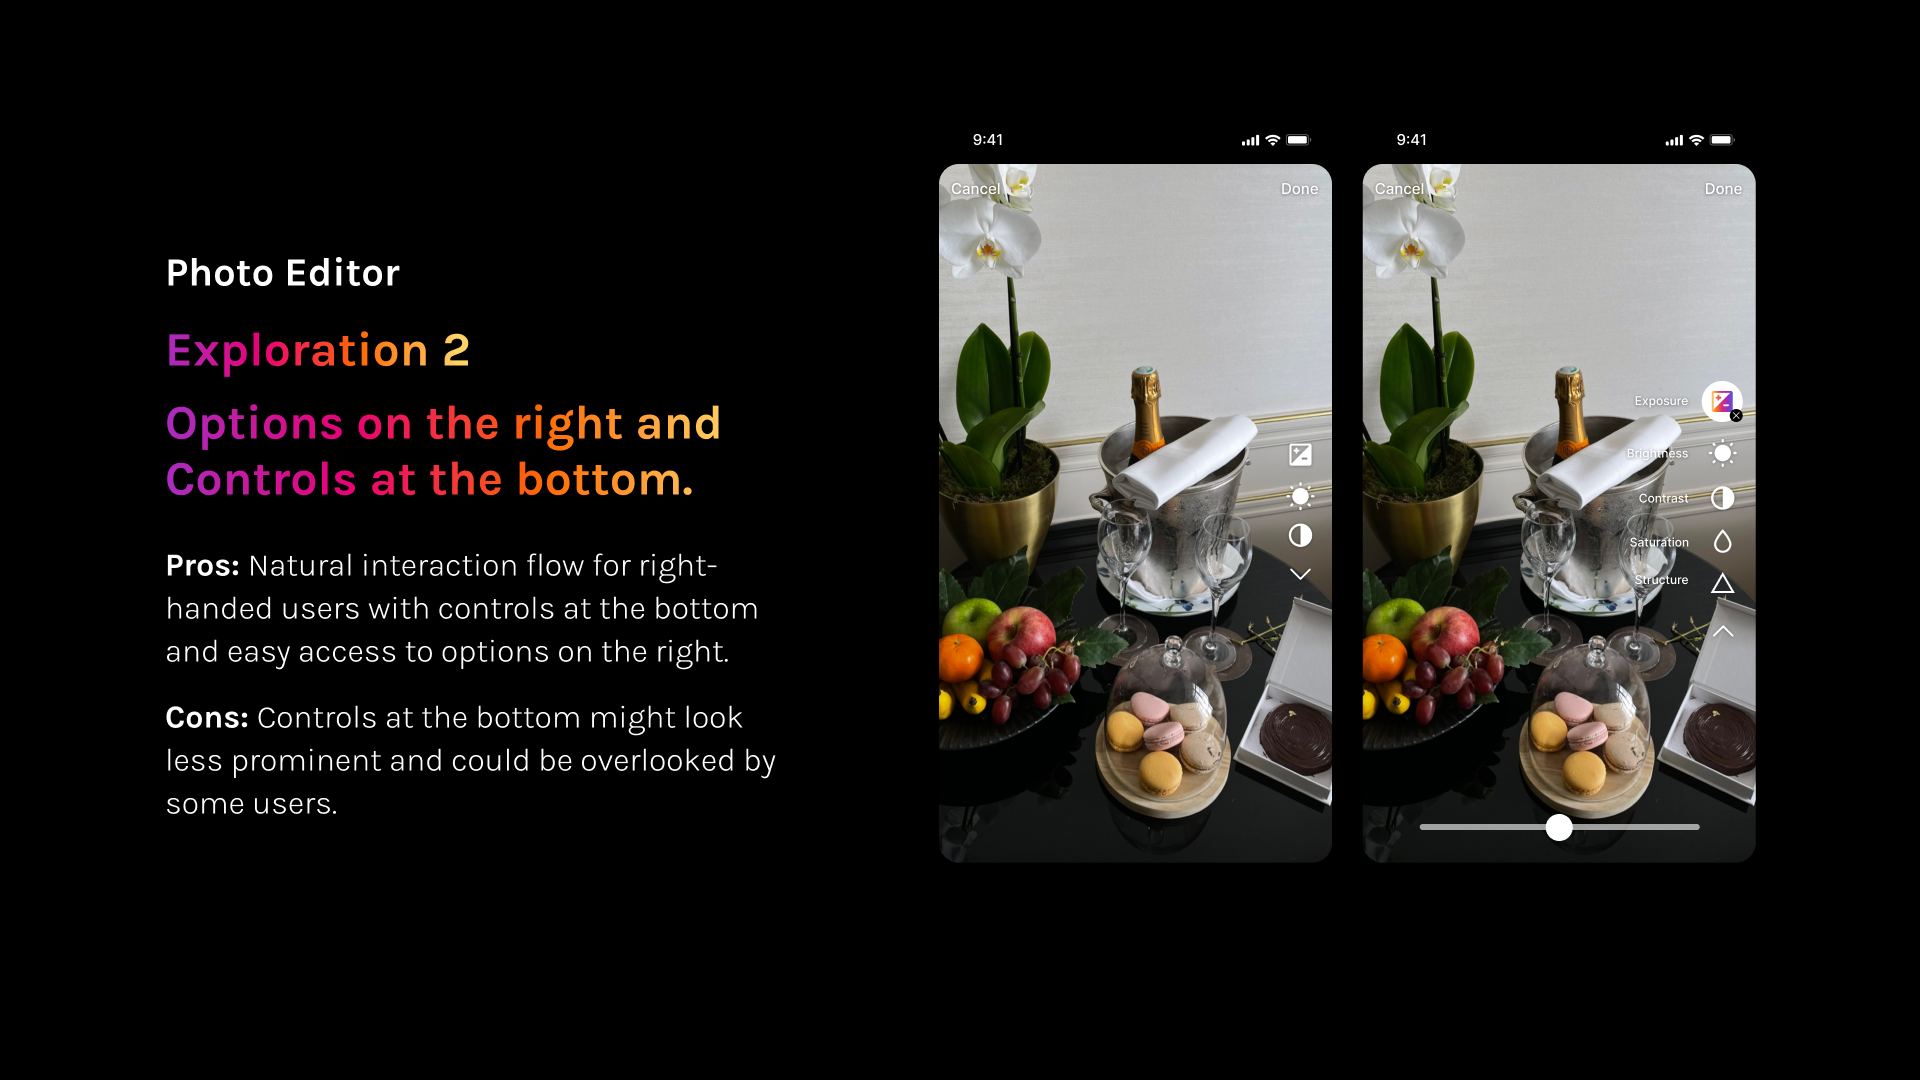 Photo Editor
Exploration 2
Options on the right and
Controls at the bottom.
Pros: Natural interaction flow for right-
handed users with controls at the bottom
and easy access to options on the right.
Cons: Controls at the bottom might look
less prominent and could be overlooked by
some users.
9:41
Cancel
Done
9:41
Cancel
Done
Exposure
Brightness
Contrast
Saturation
Structure